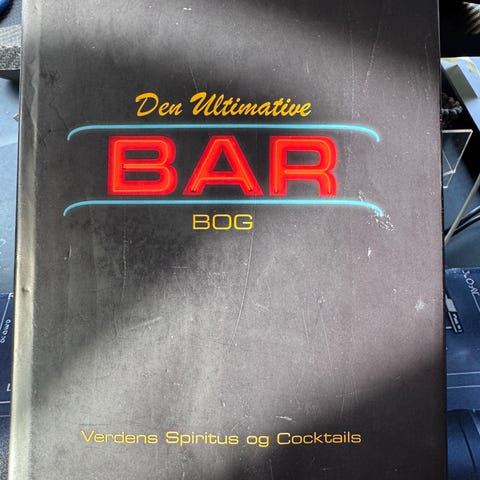 Den Ultimative
BAR
BOG
Verdens Spiritus og Cocktails